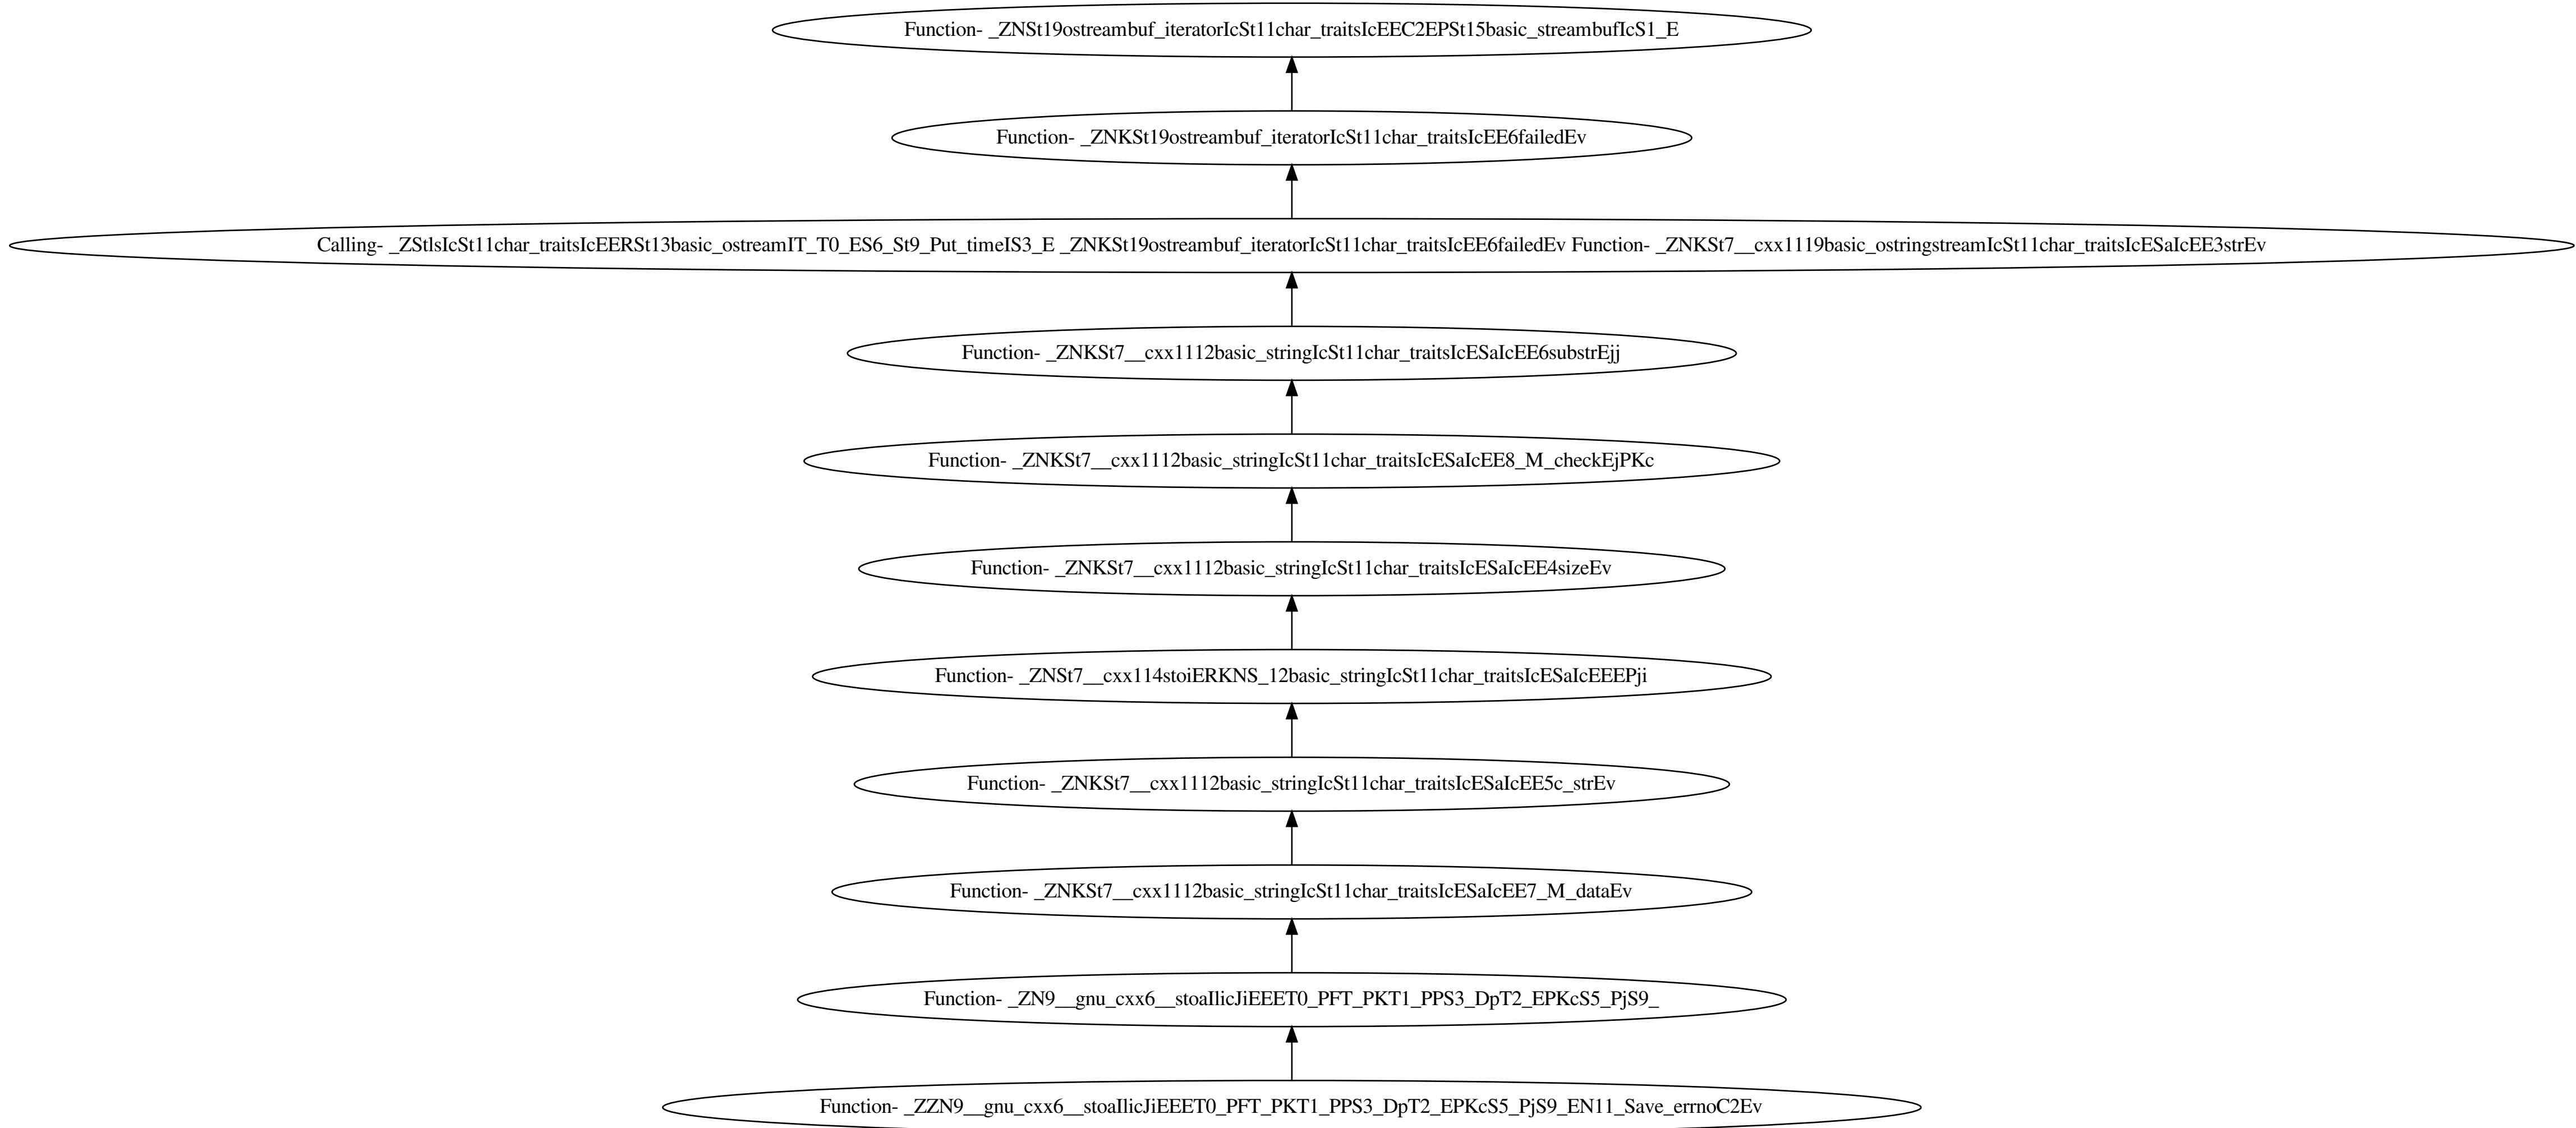 Function- _ZNSt19ostreambuf_iteratorIcSt11char_traitsIcEEC2EPSt15basic_streambufIcS1_E
Function- _ZNKSt19ostreambuf_iteratorIcSt11char_traitsIcEE6failedEv
Calling- _ZStlsIcSt11char_traitsIcEERSt13basic_ostreamIT_T0_ES6_St9_Put_timeIS3_E _ZNKSt19ostreambuf_iteratorIcSt11char_traitsIcEE6failedEv Function- _ZNKSt7__cxx1119basic_ostringstreamIcSt11char_traitsIcESaIcEE3strEv
Function- _ZNKSt7__cxx1112basic_stringIcSt11char_traitsIcESaIcEE6substrEjj
Function- _ZNKSt7__cxx1112basic_stringIcSt11char_traitsIcESaIcEE8_M_checkEjPKc
Function- _ZNKSt7__cxx1112basic_stringIcSt11char_traitsIcESaIcEE4sizeEv
Function- _ZNSt7__cxx114stoiERKNS_12basic_stringIcSt11char_traitsIcESaIcEEEPji
Function- _ZNKSt7__cxx1112basic_stringIcSt11char_traitsIcESaIcEE5c_strEv
Function- _ZNKSt7__cxx1112basic_stringIcSt11char_traitsIcESaIcEE7_M_dataEv
Function- _ZN9__gnu_cxx6__stoaIlicJiEEET0_PFT_PKT1_PPS3_DpT2_EPKcS5_PjS9_
Function- _ZZN9__gnu_cxx6__stoaIlicJiEEET0_PFT_PKT1_PPS3_DpT2_EPKcS5_PjS9_EN11_Save_errnoC2Ev